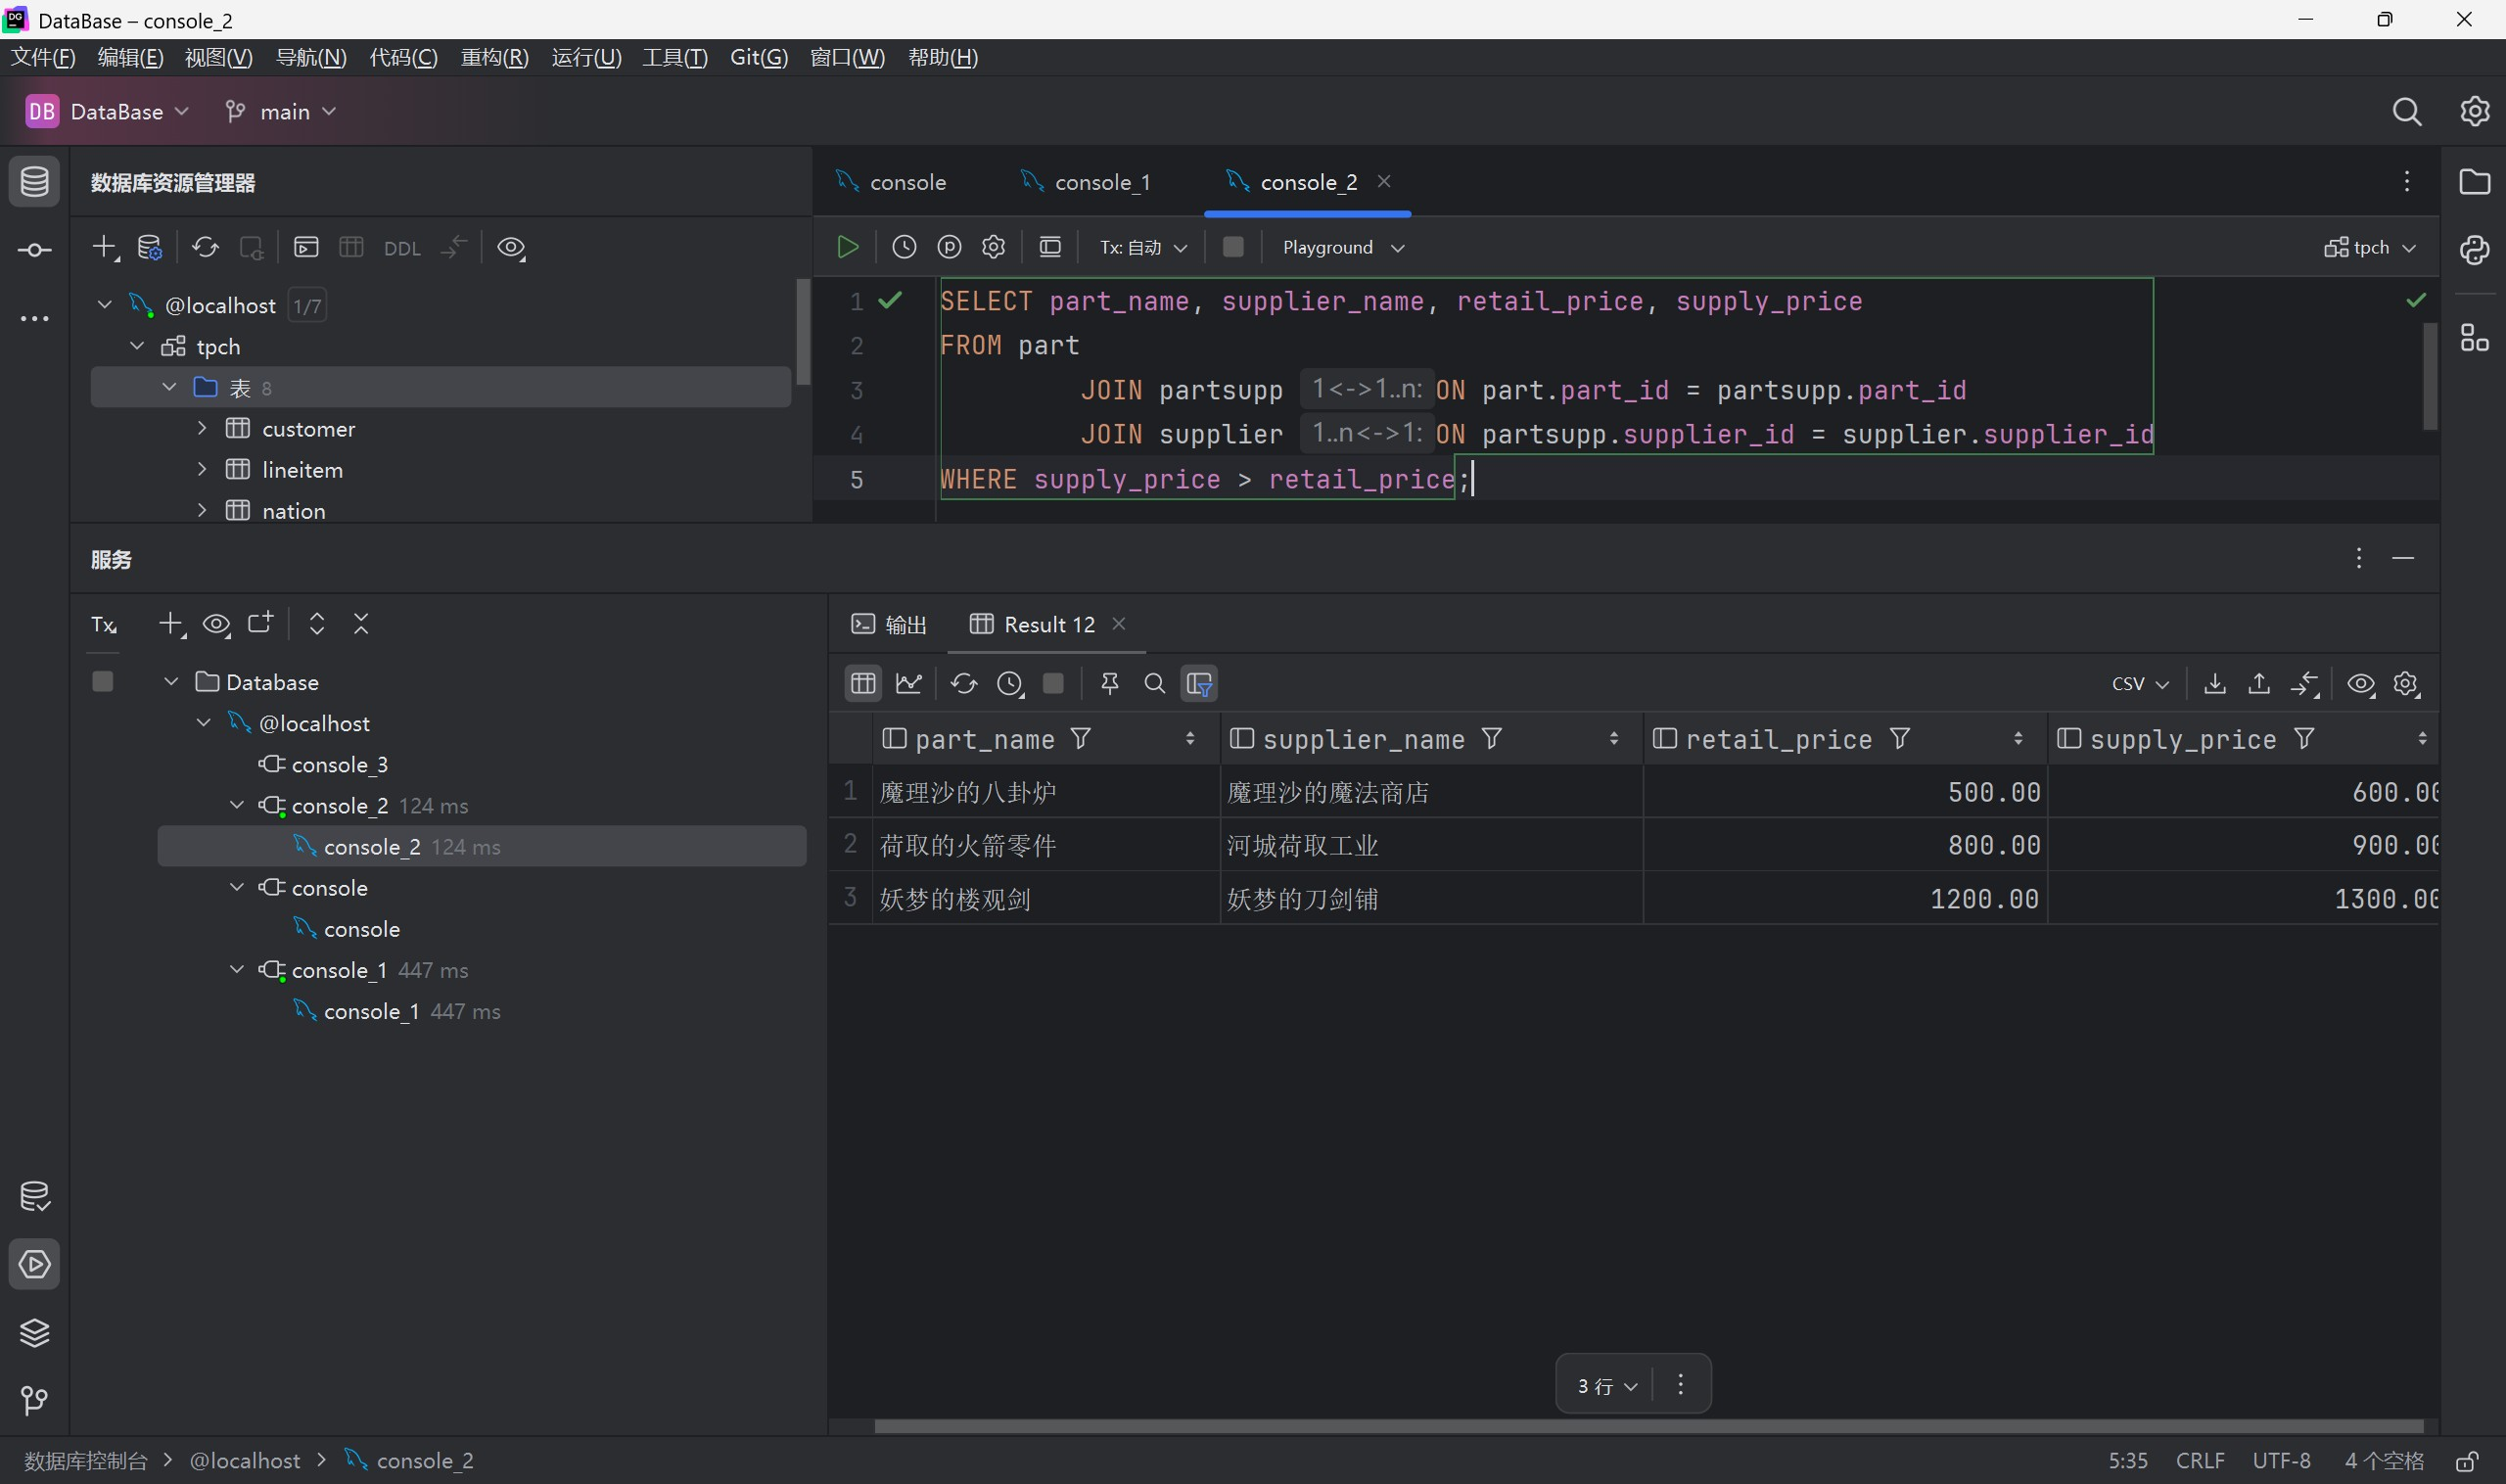 DataBase – console_2
文件(F) 编辑(E) 视图(V) 导航(N) 代码(C) 重构(R) 运行(U) 工具(T) Git(G) 窗口(W) 帮助(H)
DB DataBase main
数据库资源管理器
DDL
@localhost 1/7
tpch
表 8
customer
lineitem
nation
console console_1 console_2
Tx: 自动 Playground tpch
1 SELECT part_name, supplier_name, retail_price, supply_price
2 FROM part
3 JOIN partsupp 1<->1..n: ON part.part_id = partsupp.part_id
4 JOIN supplier 1..n<->1: ON partsupp.supplier_id = supplier.supplier_id
5 WHERE supply_price > retail_price;
服务
Tx
Database
@localhost
console_3
console_2 124 ms
console_2 124 ms
console
console
console_1 447 ms
console_1 447 ms
输出 Result 12
CSV
part_name supplier_name retail_price supply_price
1 魔理沙的八卦炉 魔理沙的魔法商店 500.00 600.00
2 荷取的火箭零件 河城荷取工业 800.00 900.00
3 妖梦的楼观剑 妖梦的刀剑铺 1200.00 1300.00
3 行
数据库控制台 @localhost console_2
5:35 CRLF UTF-8 4 个空格